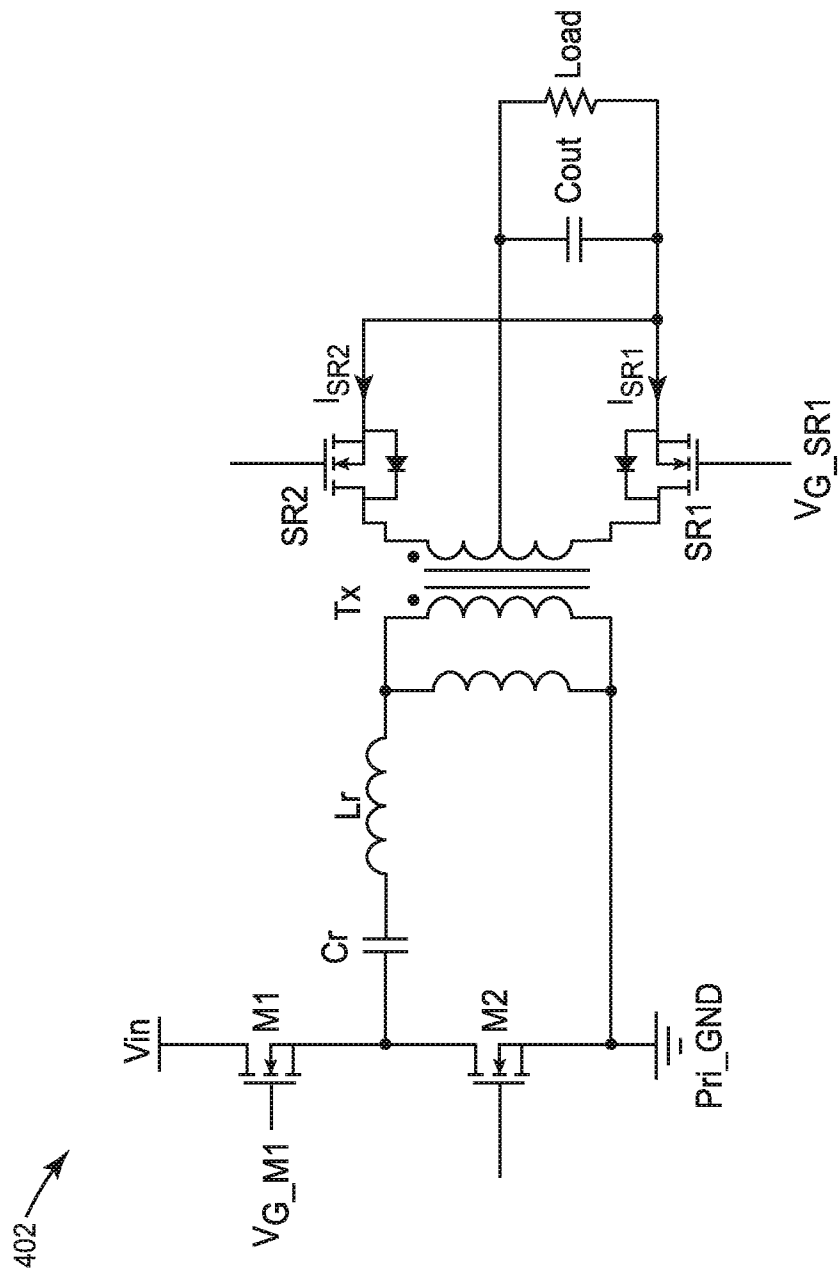 402
Vin
VG_M1
M1
M2
Pri_GND
Cr
Lr
Tx
SR2
ISR2
SR1
ISR1
VG_SR1
Cout
Load